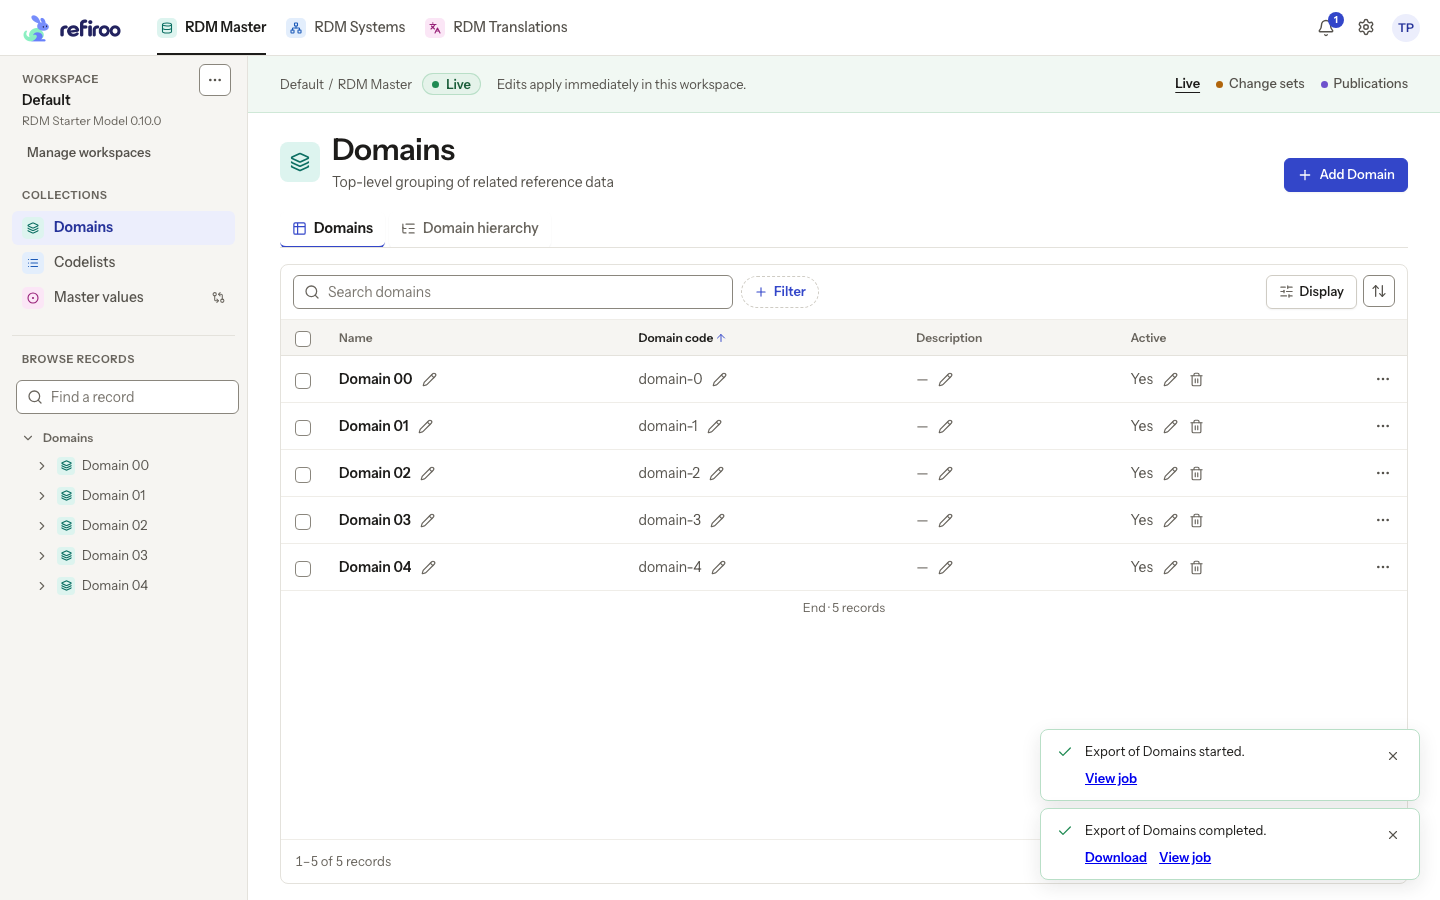 refiroo
RDM Master
RDM Systems
RDM Translations
1
TP
WORKSPACE
Default
RDM Starter Model 0.10.0
Manage workspaces
COLLECTIONS
Domains
Codelists
Master values
BROWSE RECORDS
Find a record
Domains
Domain 00
Domain 01
Domain 02
Domain 03
Domain 04
Default / RDM Master Live Edits apply immediately in this workspace.
Live Change sets Publications
Domains
Top-level grouping of related reference data
Add Domain
Domains Domain hierarchy
Search domains
Filter
Display
Name Domain code Description Active
Domain 00 domain-0 — Yes
Domain 01 domain-1 — Yes
Domain 02 domain-2 — Yes
Domain 03 domain-3 — Yes
Domain 04 domain-4 — Yes
End · 5 records
1–5 of 5 records
Export of Domains started.
View job
Export of Domains completed.
Download View job